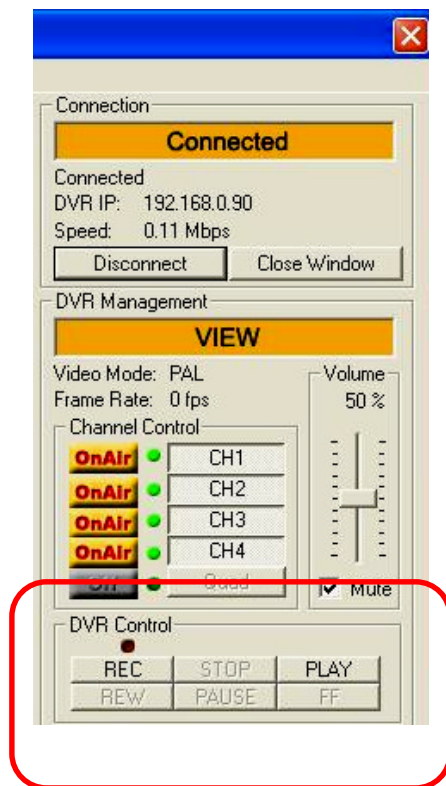 Connection
Connected
Connected
DVR IP: 192.168.0.90
Speed: 0.11 Mbps
Disconnect Close Window
DVR Management
VIEW
Video Mode: PAL
Frame Rate: 0 fps
Volume
50 %
Channel Control
OnAir CH1
OnAir CH2
OnAir CH3
OnAir CH4
Off Quad
Mute
DVR Control
REC STOP PLAY
REW PAUSE FF